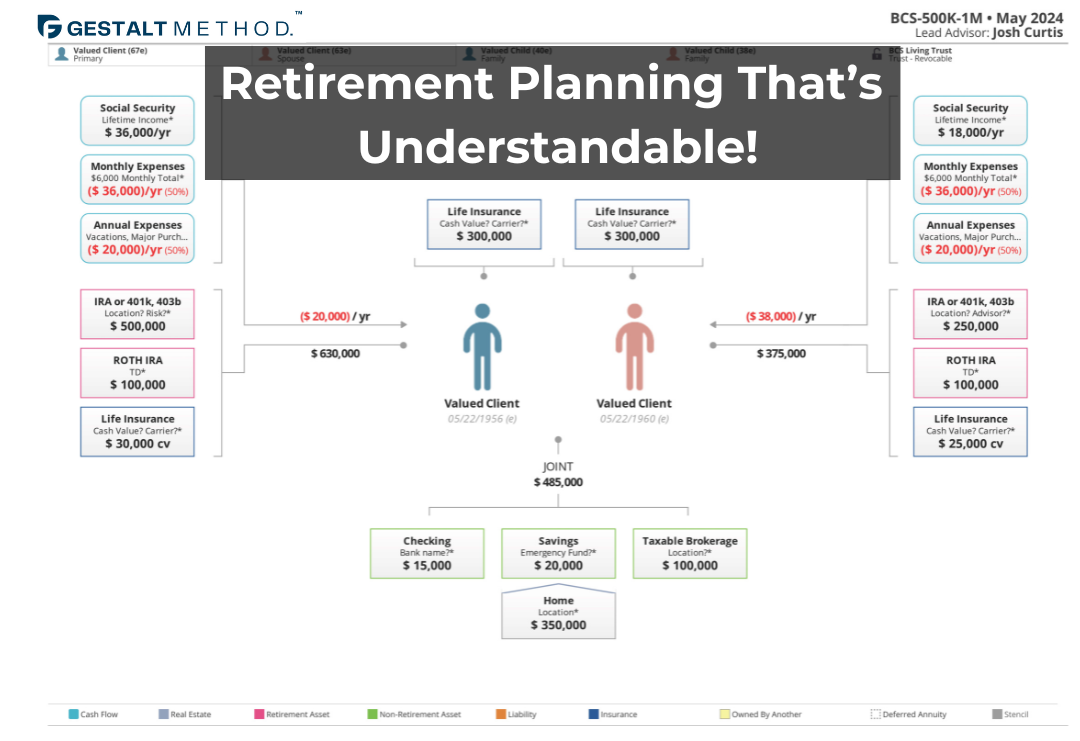 GESTALT METHOD.™
BCS-500K-1M • May 2024
Lead Advisor: Josh Curtis
Valued Client (67e)
Primary
Valued Client (63e)
Spouse
Valued Child (40e)
Family
Valued Child (38e)
Family
BCS Living Trust
Trust - Revocable
Retirement Planning That’s
Understandable!
Social Security
Lifetime Income*
$ 36,000/yr
Monthly Expenses
$6,000 Monthly Total*
($ 36,000)/yr (50%)
Annual Expenses
Vacations, Major Purch...
($ 20,000)/yr (50%)
IRA or 401k, 403b
Location? Risk?*
$ 500,000
ROTH IRA
TD*
$ 100,000
Life Insurance
Cash Value? Carrier?*
$ 30,000 cv
Life Insurance
Cash Value? Carrier?*
$ 300,000
Life Insurance
Cash Value? Carrier?*
$ 300,000
($ 20,000) / yr
$ 630,000
($ 38,000) / yr
$ 375,000
Valued Client
05/22/1956 (e)
Valued Client
05/22/1960 (e)
JOINT
$ 485,000
Checking
Bank name?*
$ 15,000
Savings
Emergency Fund?*
$ 20,000
Taxable Brokerage
Location?*
$ 100,000
Home
Location*
$ 350,000
Social Security
Lifetime Income*
$ 18,000/yr
Monthly Expenses
$6,000 Monthly Total*
($ 36,000)/yr (50%)
Annual Expenses
Vacations, Major Purch...
($ 20,000)/yr (50%)
IRA or 401k, 403b
Location? Advisor?*
$ 250,000
ROTH IRA
TD*
$ 100,000
Life Insurance
Cash Value? Carrier?*
$ 25,000 cv
Cash Flow
Real Estate
Retirement Asset
Non-Retirement Asset
Liability
Insurance
Owned By Another
Deferred Annuity
Stencil